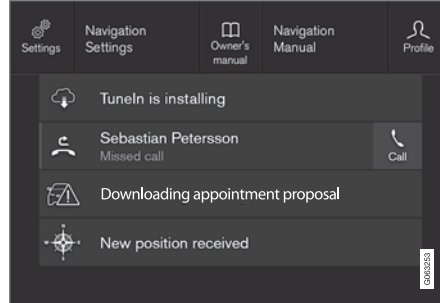 Settings
Navigation
Settings
Owner's
manual
Navigation
Manual
Profile
TuneIn is installing
Sebastian Petersson
Missed call
Call
Downloading appointment proposal
New position received
G063253